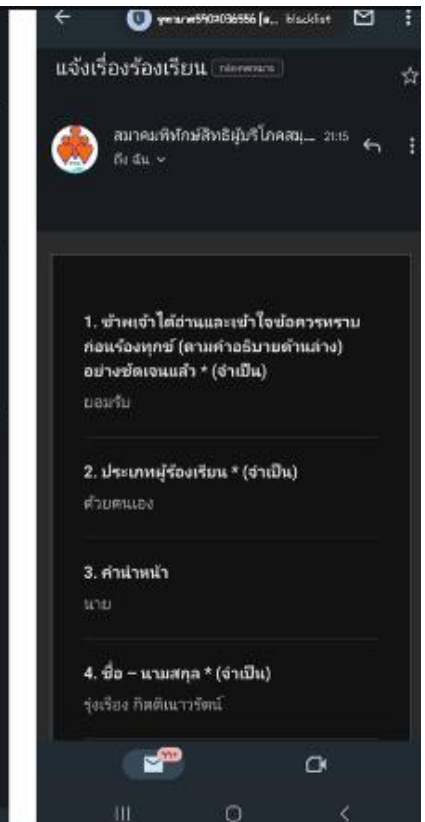 blacklist
แจ้งเรื่องร้องเรียน
สมาคมพิทักษ์สิทธิผู้บริโภคสมุ... 21:15
ถึง ฉัน
1. ข้าพเจ้าได้อ่านและเข้าใจข้อควรทราบ
ก่อนร้องทุกข์ (ตามคำอธิบายด้านล่าง)
อย่างชัดเจนแล้ว * (จำเป็น)
ยอมรับ
2. ประเภทผู้ร้องเรียน * (จำเป็น)
ด้วยตนเอง
3. คำนำหน้า
นาย
4. ชื่อ – นามสกุล * (จำเป็น)
รุ่งเรือง กิตติเนาวรัตน์
99+